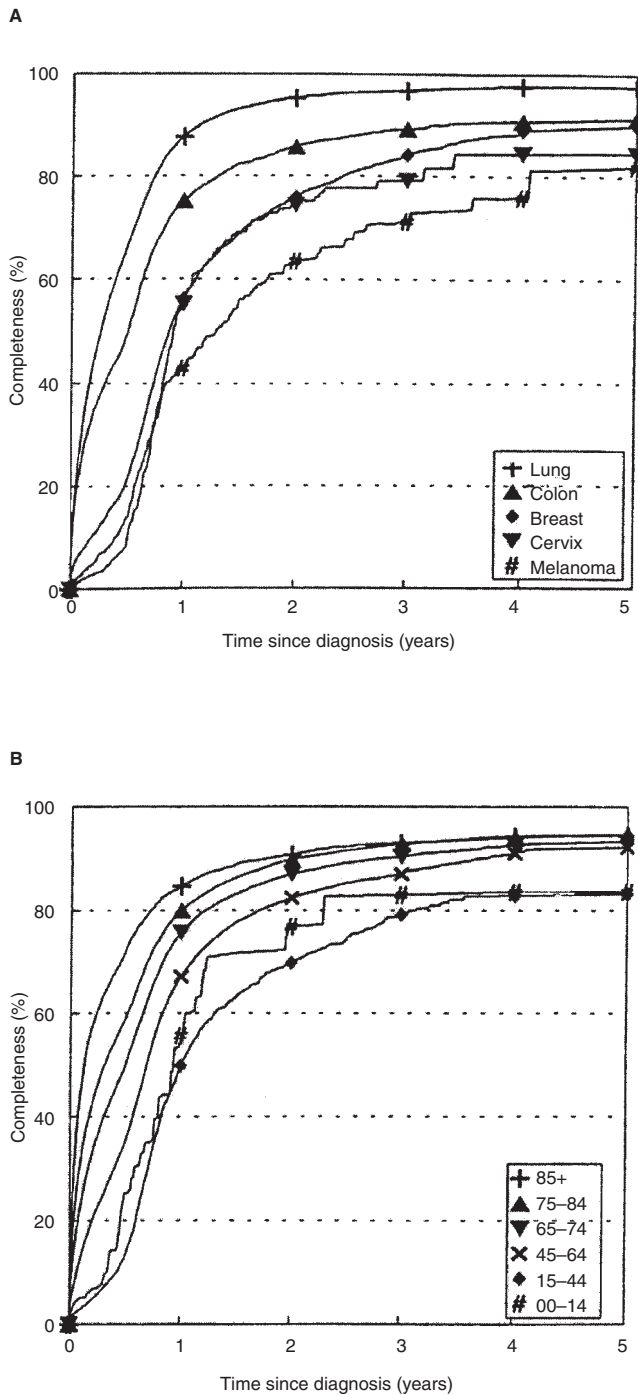 A
100
80
60
40
20
0
Completeness (%)
Lung
Colon
Breast
Cervix
Melanoma
0 1 2 3 4 5
Time since diagnosis (years)
B
100
80
60
40
20
0
Completeness (%)
85+
75–84
65–74
45–64
15–44
00–14
0 1 2 3 4 5
Time since diagnosis (years)